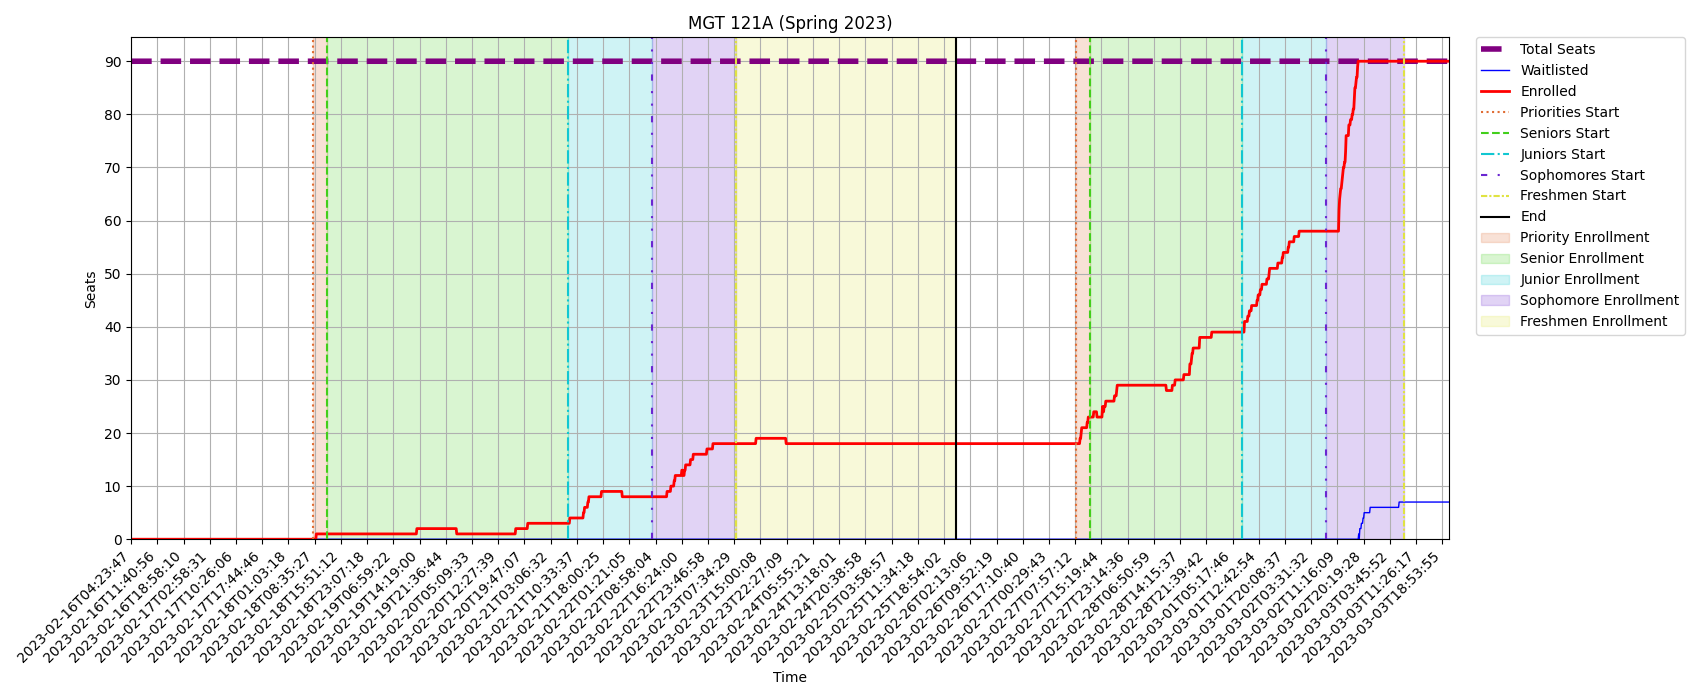 MGT 121A (Spring 2023)
Seats
90
80
70
60
50
40
30
20
10
0
2023-02-16T04:23:47
2023-02-16T11:40:56
2023-02-16T18:58:10
2023-02-17T02:58:31
2023-02-17T10:26:06
2023-02-17T17:44:46
2023-02-18T01:03:18
2023-02-18T08:35:27
2023-02-18T15:51:12
2023-02-18T23:07:18
2023-02-19T06:59:22
2023-02-19T14:19:00
2023-02-19T21:36:44
2023-02-20T05:09:33
2023-02-20T12:27:39
2023-02-20T19:47:07
2023-02-21T03:06:32
2023-02-21T10:33:37
2023-02-21T18:00:25
2023-02-22T01:21:05
2023-02-22T08:58:04
2023-02-22T16:24:00
2023-02-22T23:46:58
2023-02-23T07:34:29
2023-02-23T15:00:08
2023-02-23T22:27:09
2023-02-24T05:55:21
2023-02-24T13:18:01
2023-02-24T20:38:58
2023-02-25T03:58:57
2023-02-25T11:34:18
2023-02-25T18:54:02
2023-02-26T02:13:06
2023-02-26T09:52:19
2023-02-26T17:10:40
2023-02-27T00:29:43
2023-02-27T07:57:12
2023-02-27T15:19:44
2023-02-27T23:14:36
2023-02-28T06:50:59
2023-02-28T14:15:37
2023-02-28T21:39:42
2023-03-01T05:17:46
2023-03-01T12:42:54
2023-03-01T20:08:37
2023-03-02T03:31:32
2023-03-02T11:16:09
2023-03-02T20:19:28
2023-03-03T03:45:52
2023-03-03T11:26:17
2023-03-03T18:53:55
Time
Total Seats
Waitlisted
Enrolled
Priorities Start
Seniors Start
Juniors Start
Sophomores Start
Freshmen Start
End
Priority Enrollment
Senior Enrollment
Junior Enrollment
Sophomore Enrollment
Freshmen Enrollment